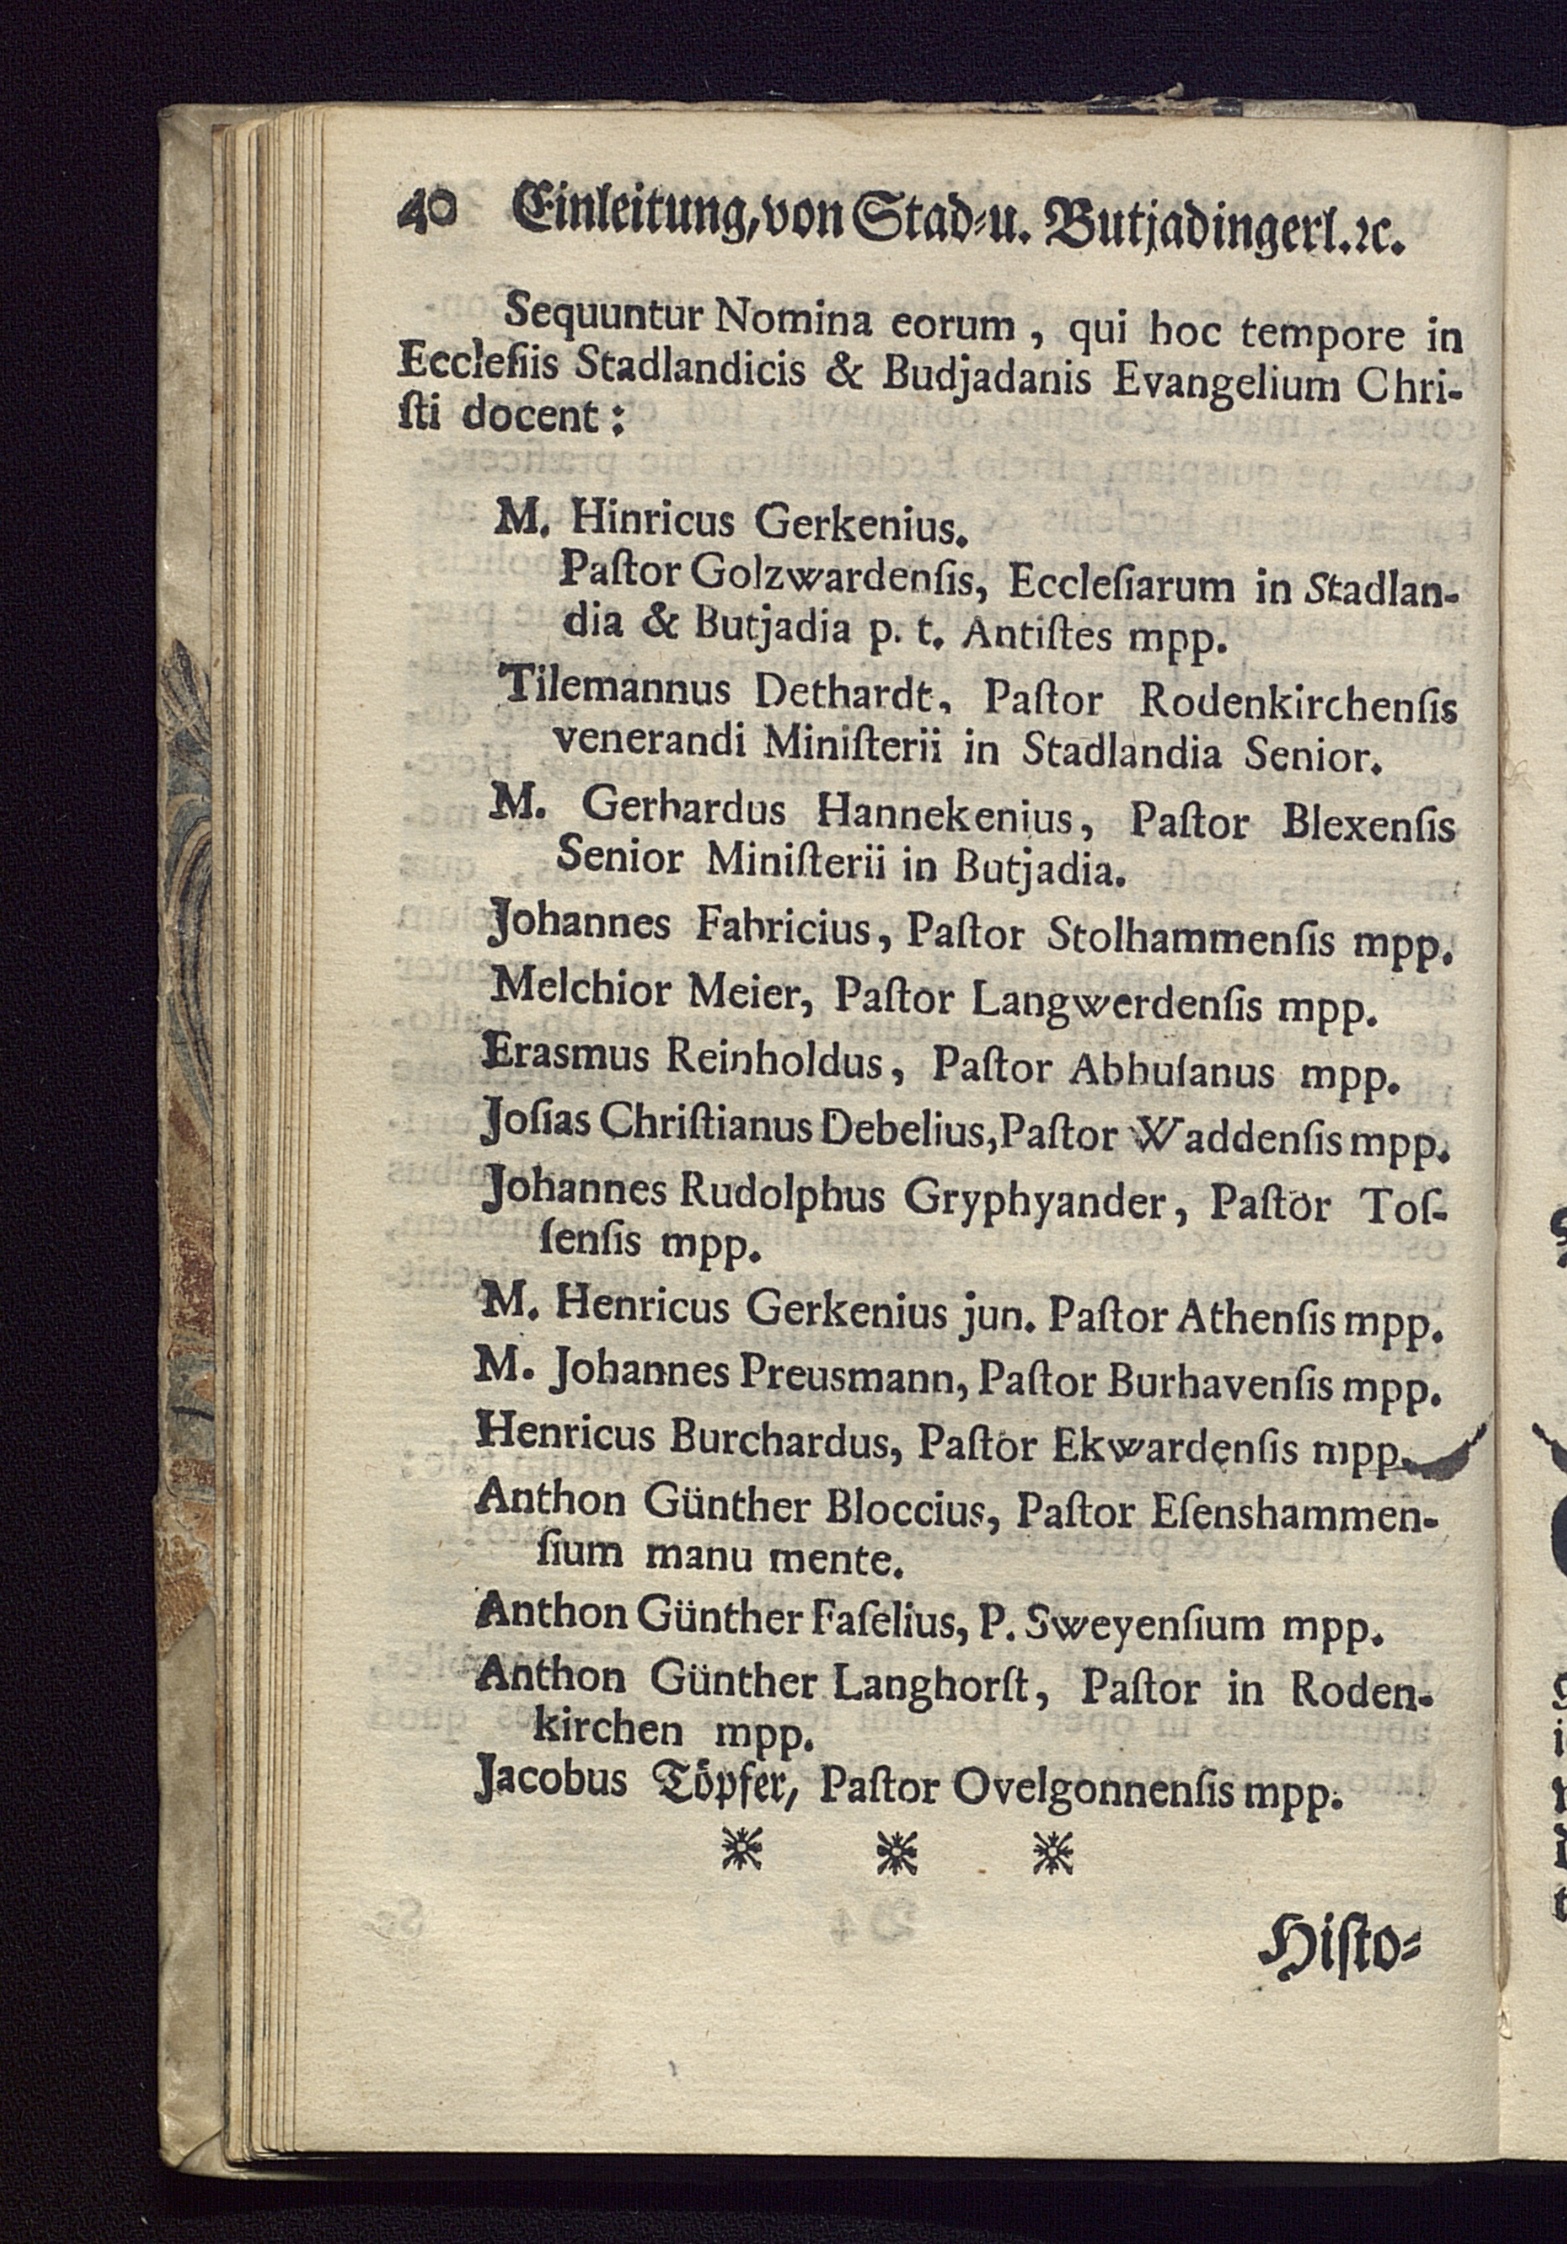 40 Einleitung, von Stad⸗u. Butjadingerl. ꝛc.
Sequuntur Nomina eorum, qui hoc tempore in
Eccleſiis Stadlandicis & Budjadanis Evangelium Chri-
ſti docent:
M. Hinricus Gerkenius.
Paſtor Golzwardenſis, Eccleſiarum in Stadlan-
dia & Butjadia p. t. Antiſtes mpp.
Tilemannus Dethardt, Paſtor Rodenkirchenſis
venerandi Miniſterii in Stadlandia Senior.
M. Gerhardus Hannekenius, Paſtor Blexenſis
Senior Miniſterii in Butjadia.
Johannes Fabricius, Paſtor Stolhammenſis mpp.
Melchior Meier, Paſtor Langwerdenſis mpp.
Erasmus Reinholdus, Paſtor Abbuſanus mpp.
Joſias Chriſtianus Debelius, Paſtor Waddenſis mpp.
Johannes Rudolphus Gryphyander, Paſtor Toſ-
ſenſis mpp.
M. Henricus Gerkenius jun. Paſtor Athenſis mpp.
M. Johannes Preusmann, Paſtor Burhavenſis mpp.
Henricus Burchardus, Paſtor Ekwardenſis mpp.
Anthon Günther Bloccius, Paſtor Eſenshammen-
ſium manu mente.
Anthon Günther Faſelius, P. Sweyenſium mpp.
Anthon Günther Langhorſt, Paſtor in Roden-
kirchen mpp.
Jacobus Töpfer, Paſtor Ovelgonnenſis mpp.
Hiſto⸗